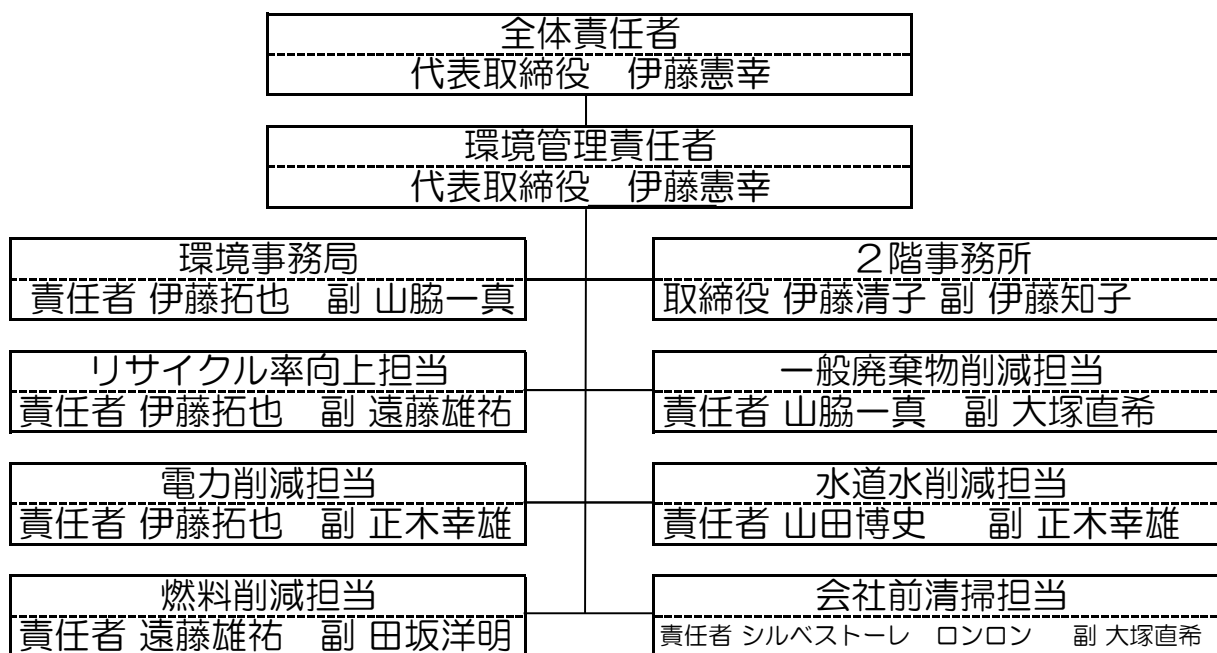 全体責任者
代表取締役　伊藤憲幸
環境管理責任者
代表取締役　伊藤憲幸
環境事務局
責任者 伊藤拓也　副 山脇一真
２階事務所
取締役 伊藤清子 副 伊藤知子
リサイクル率向上担当
責任者 伊藤拓也　副 遠藤雄祐
一般廃棄物削減担当
責任者 山脇一真　副 大塚直希
電力削減担当
責任者 伊藤拓也　副 正木幸雄
水道水削減担当
責任者 山田博史　　副 正木幸雄
燃料削減担当
責任者 遠藤雄祐　副 田坂洋明
会社前清掃担当
責任者 シルベストーレ　ロンロン　　副 大塚直希